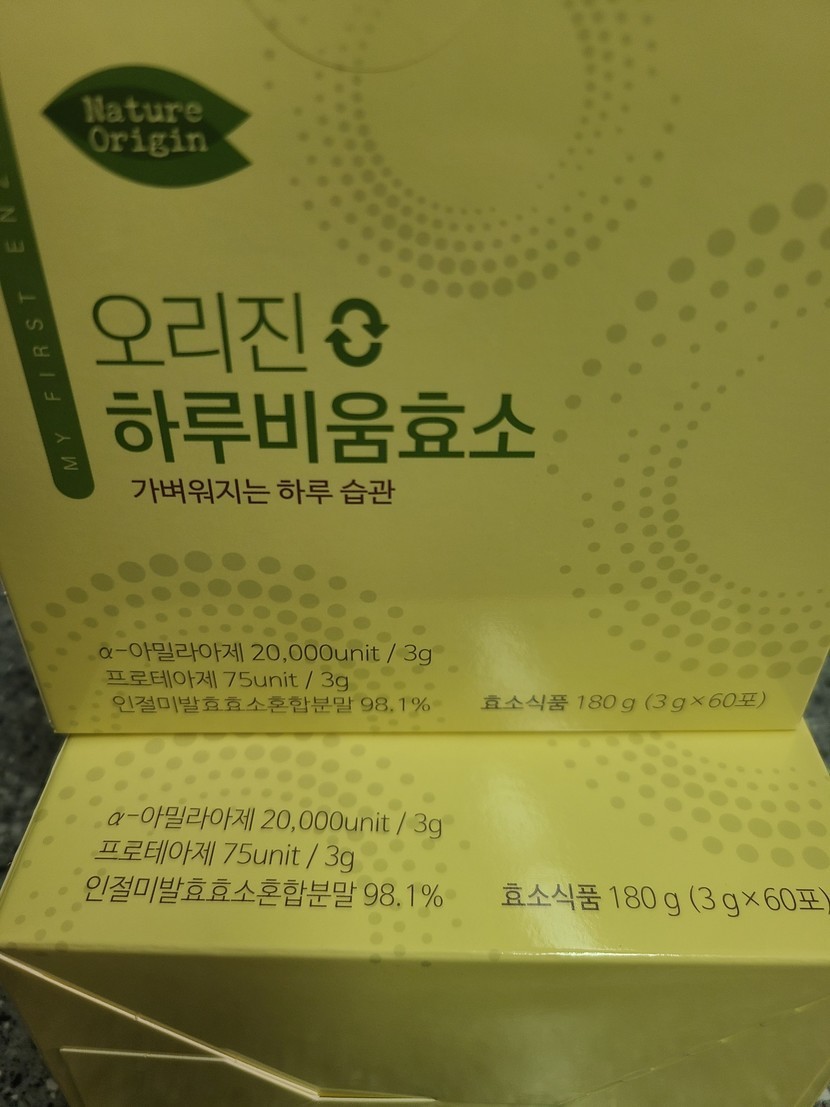 Nature
Origin
MY FIRST
오리진
하루비움효소
가벼워지는 하루 습관
α-아밀라아제 20,000unit / 3g
프로테아제 75unit / 3g
인절미발효효소혼합분말 98.1%
효소식품 180 g (3 g×60포)
α-아밀라아제 20,000unit / 3g
프로테아제 75unit / 3g
인절미발효효소혼합분말 98.1%
효소식품 180 g (3 g×60포)